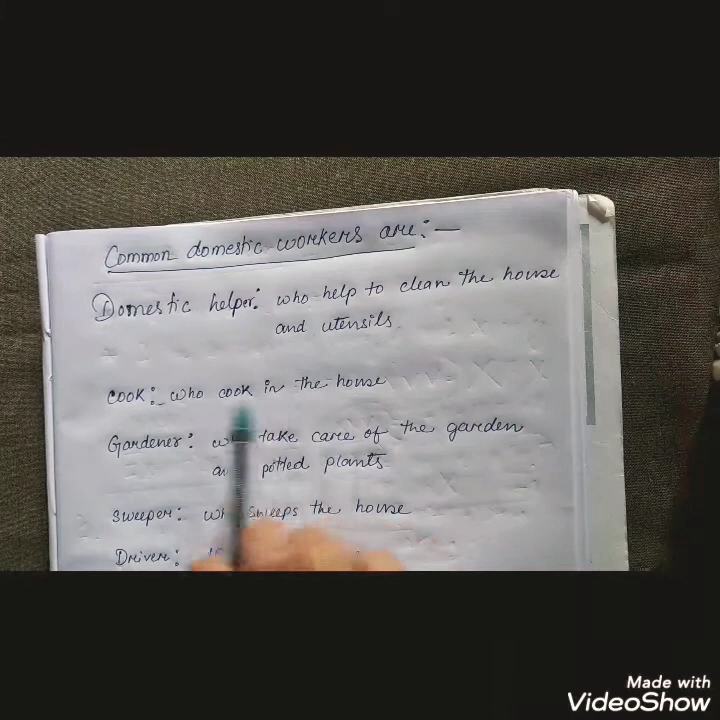 Common domestic workers are:—
Domestic helper: who help to clean the house
and utensils.
Cook:_ who cook in the house
Gardener: take care of the garden
potted plants
Sweeper: sweeps the house
Driver:
Made with
VideoShow